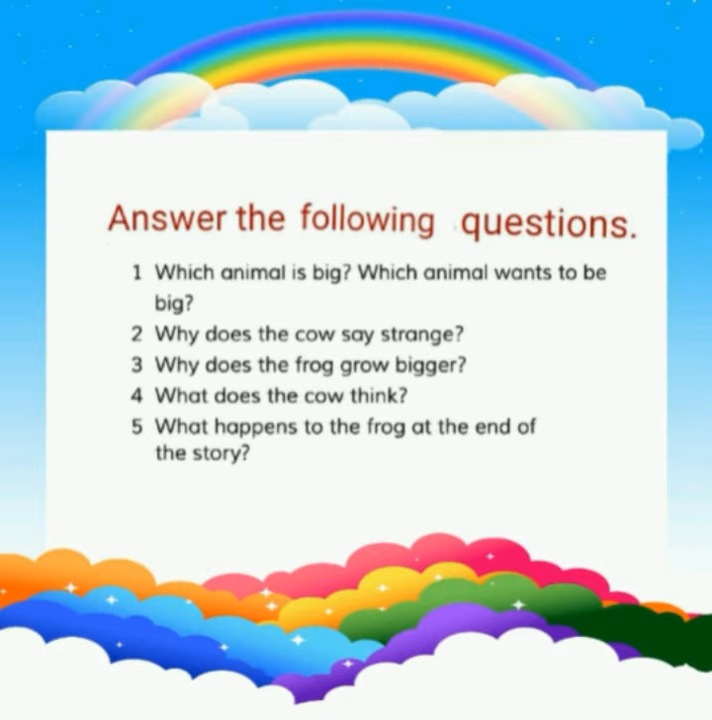 Answer the following questions.
1 Which animal is big? Which animal wants to be
big?
2 Why does the cow say strange?
3 Why does the frog grow bigger?
4 What does the cow think?
5 What happens to the frog at the end of
the story?